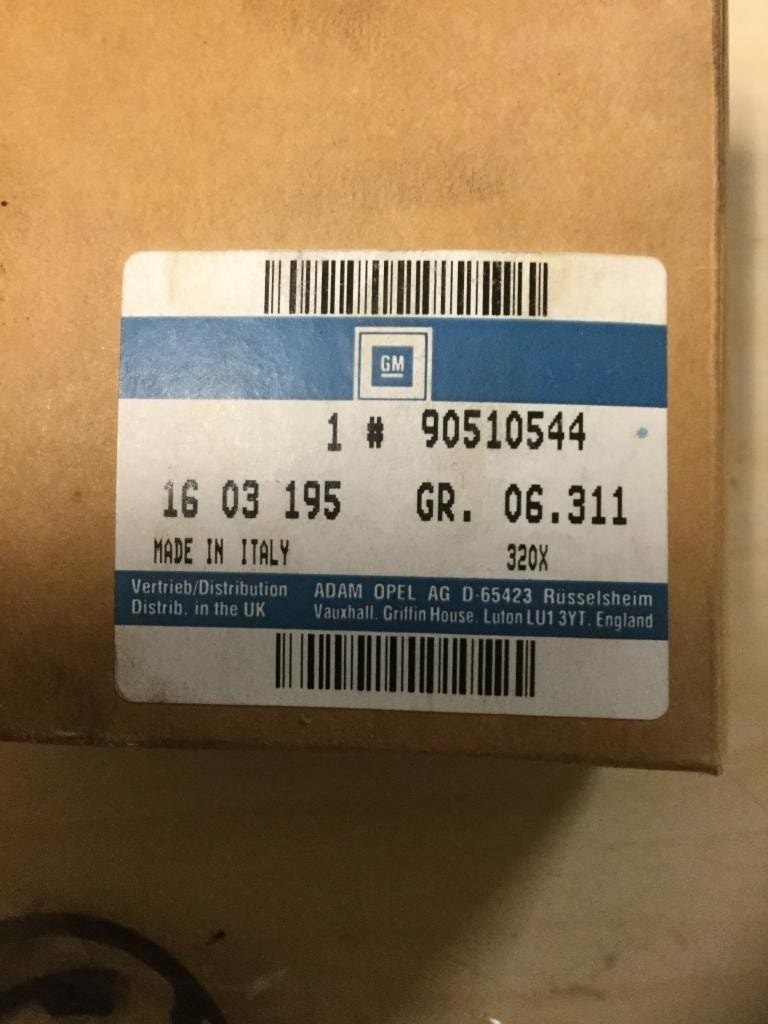 GM
1 # 90510544
16 03 195 GR. 06.311
MADE IN ITALY 320X
Vertrieb/Distribution ADAM OPEL AG D-65423 Rüsselsheim
Distrib. in the UK Vauxhall. Griffin House. Luton LU1 3YT. England